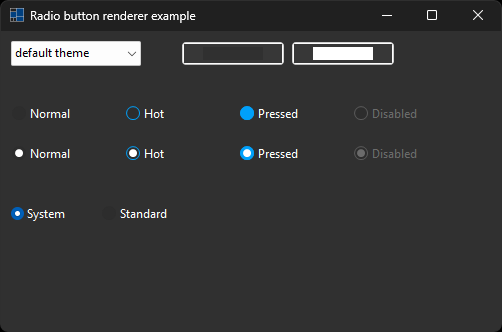 Radio button renderer example
default theme
Normal Hot Pressed Disabled
Normal Hot Pressed Disabled
System Standard